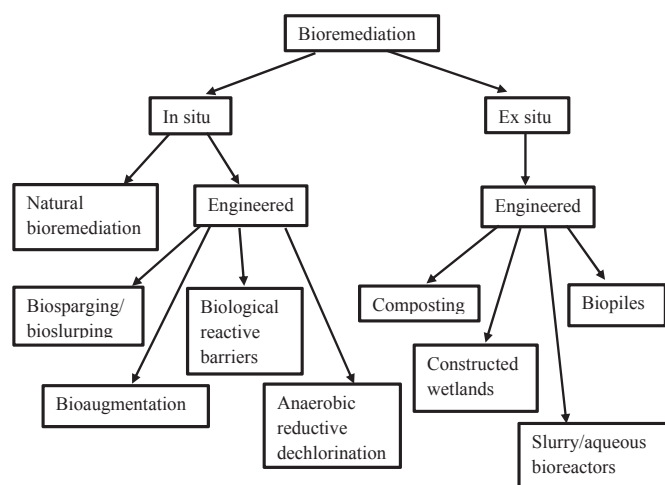 Bioremediation
In situ
Ex situ
Natural
bioremediation
Engineered
Engineered
Biosparging/
bioslurping
Biological
reactive
barriers
Composting
Biopiles
Bioaugmentation
Anaerobic
reductive
dechlorination
Constructed
wetlands
Slurry/aqueous
bioreactors